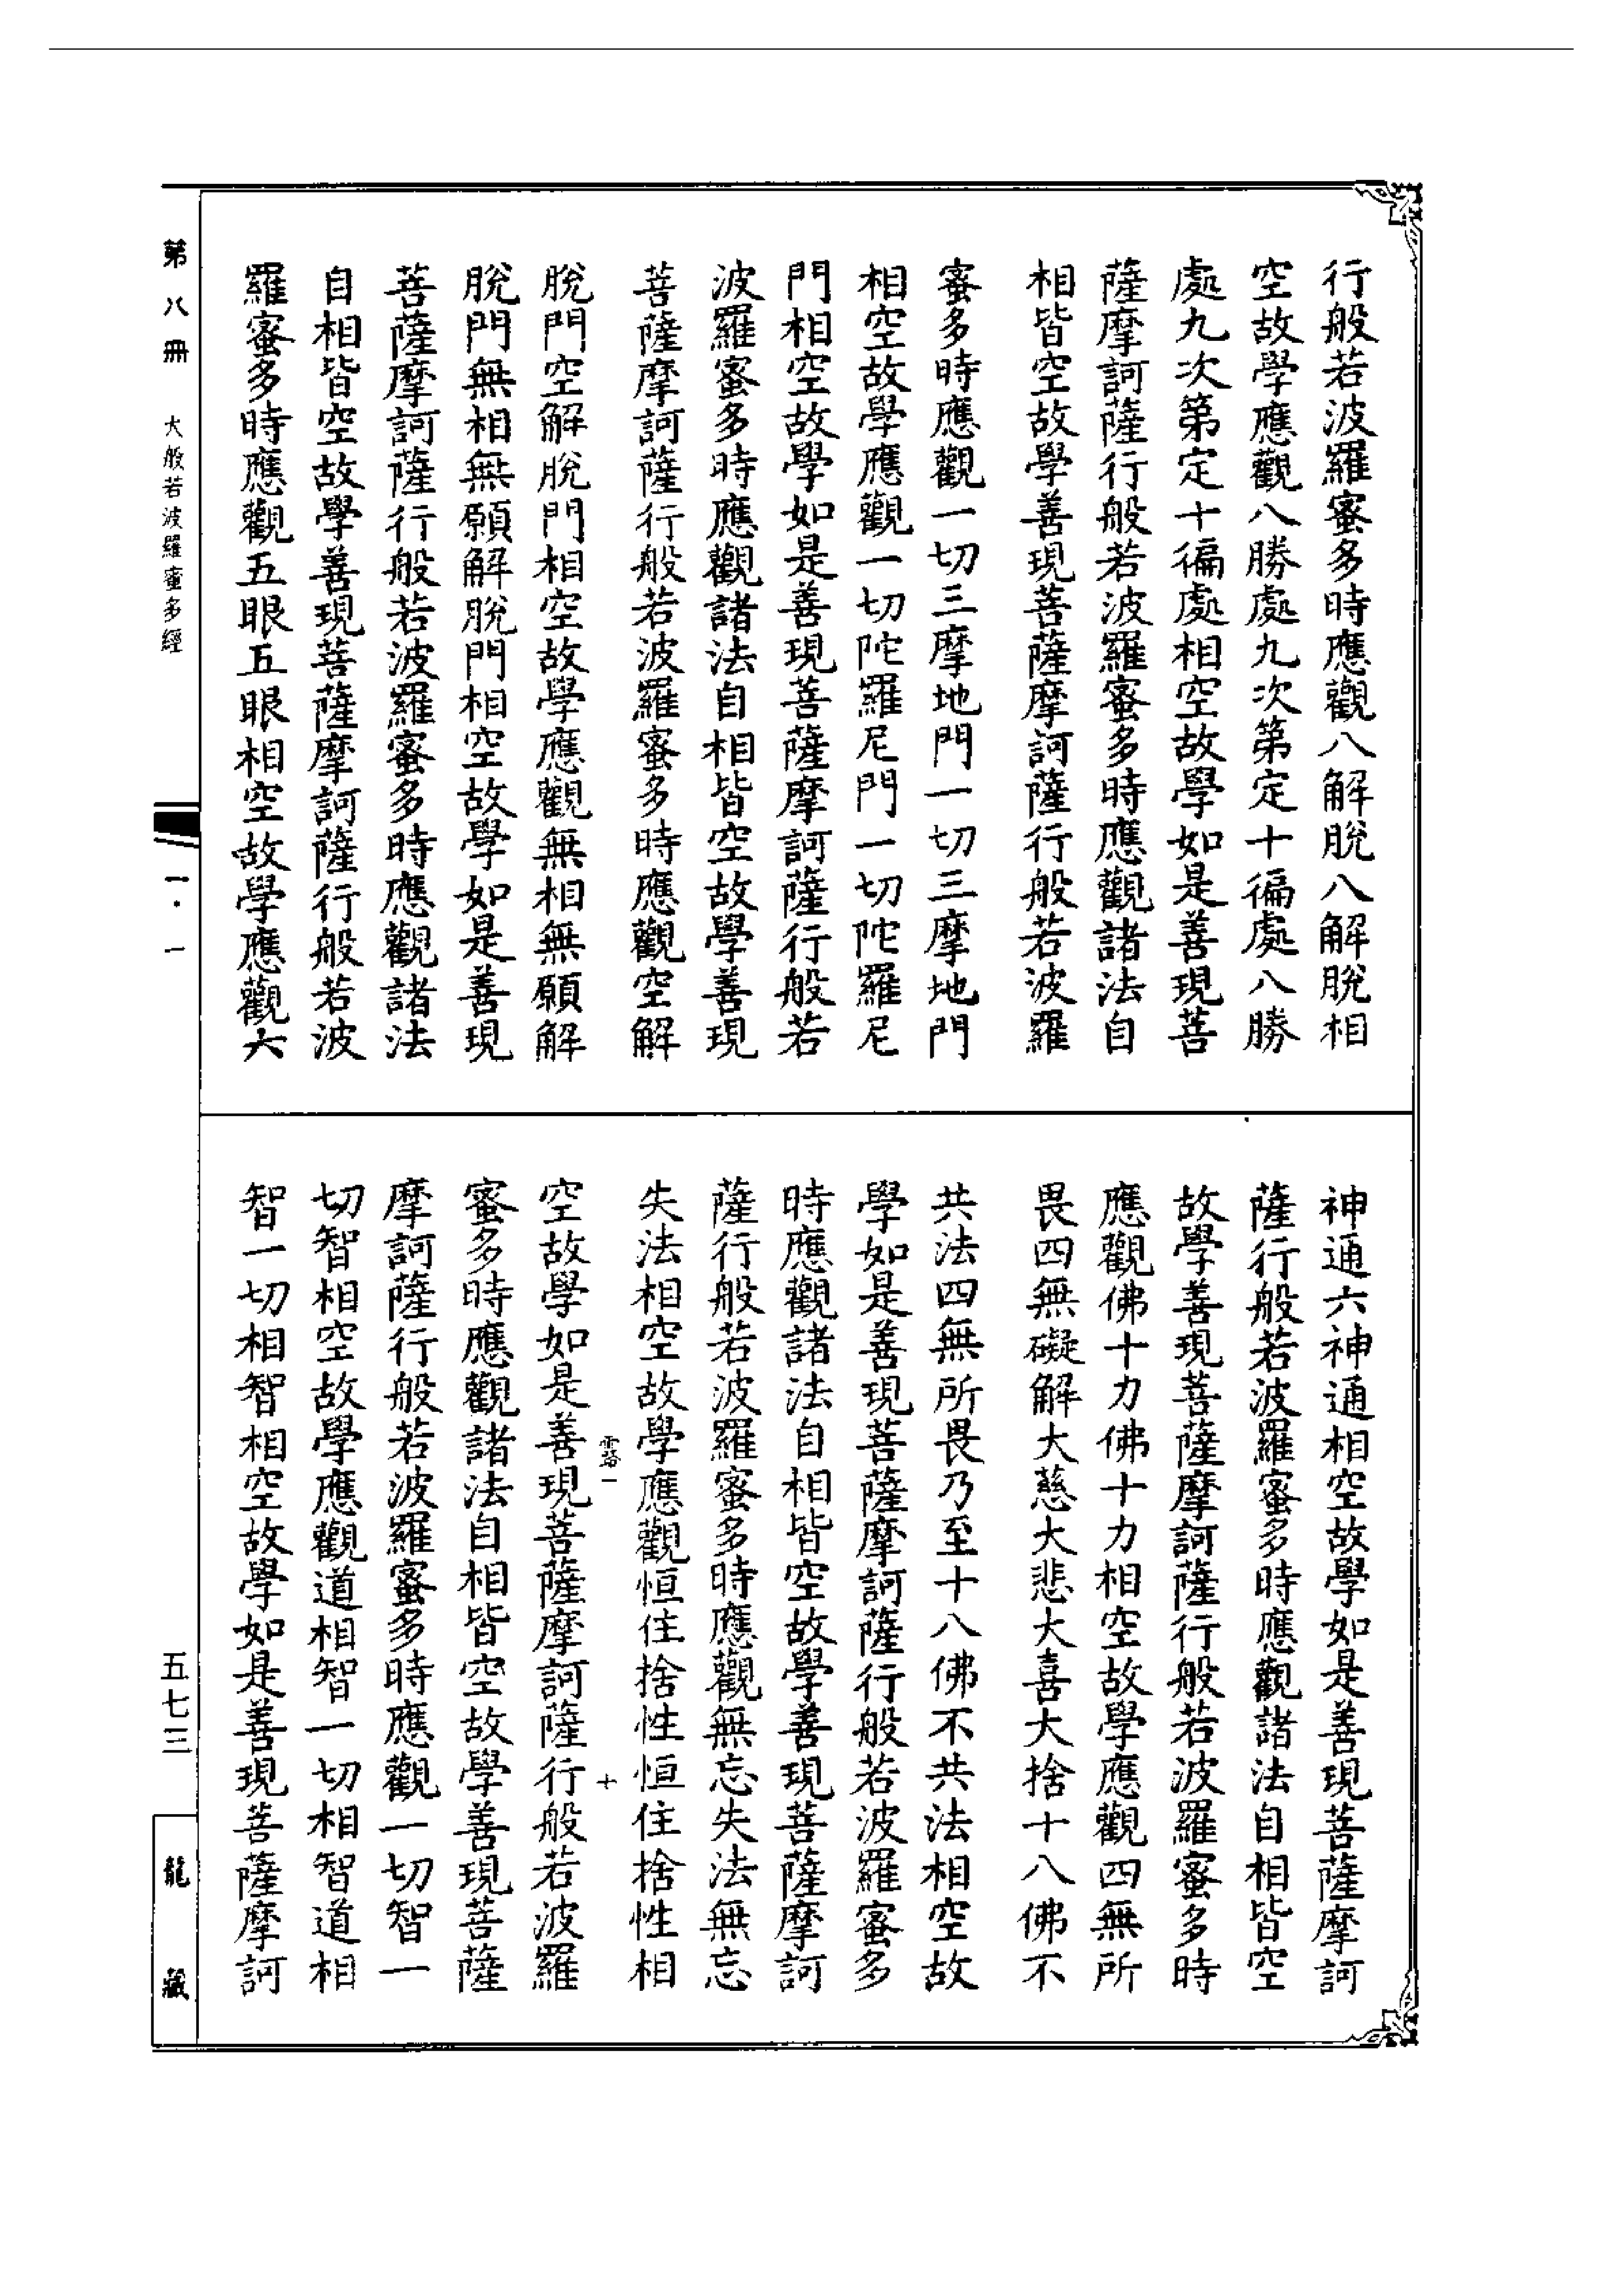 行般若波羅蜜多時應觀八解脫八解脫相
空故學應觀八勝處九次第定十徧處八勝
處九次第定十徧處相空故學如是善現菩
薩摩訶薩行般若波羅蜜多時應觀諸法自
相皆空故學善現菩薩摩訶薩行般若波羅
蜜多時應觀一切三摩地門一切三摩地門
相空故學應觀一切陀羅尼門一切陀羅尼
門相空故學如是善現菩薩摩訶薩行般若
波羅蜜多時應觀諸法自相皆空故學善現
菩薩摩訶薩行般若波羅蜜多時應觀空解
脫門空解脫門相空故學應觀無相無願解
脫門無相無願解脫門相空故學如是善現
菩薩摩訶薩行般若波羅蜜多時應觀諸法
自相皆空故學善現菩薩摩訶薩行般若波
羅蜜多時應觀五眼五眼相空故學應觀六
神通六神通相空故學如是善現菩薩摩訶
薩行般若波羅蜜多時應觀諸法自相皆空
故學善現菩薩摩訶薩行般若波羅蜜多時
應觀佛十力佛十力相空故學應觀四無所
畏四無礙解大慈大悲大喜大捨十八佛不
共法四無所畏乃至十八佛不共法相空故
學如是善現菩薩摩訶薩行般若波羅蜜多
時應觀諸法自相皆空故學善現菩薩摩訶
薩行般若波羅蜜多時應觀無忘失法無忘
失法相空故學應觀恒住捨性恒住捨性相
一 十
空故學如是善現菩薩摩訶薩行般若波羅
蜜多時應觀諸法自相皆空故學善現菩薩
摩訶薩行般若波羅蜜多時應觀一切智一
切智相空故學應觀道相智一切相智道相
智一切相智相空故學如是善現菩薩摩訶
第八冊 大般若波羅蜜多經 一·一 五七三 龍藏